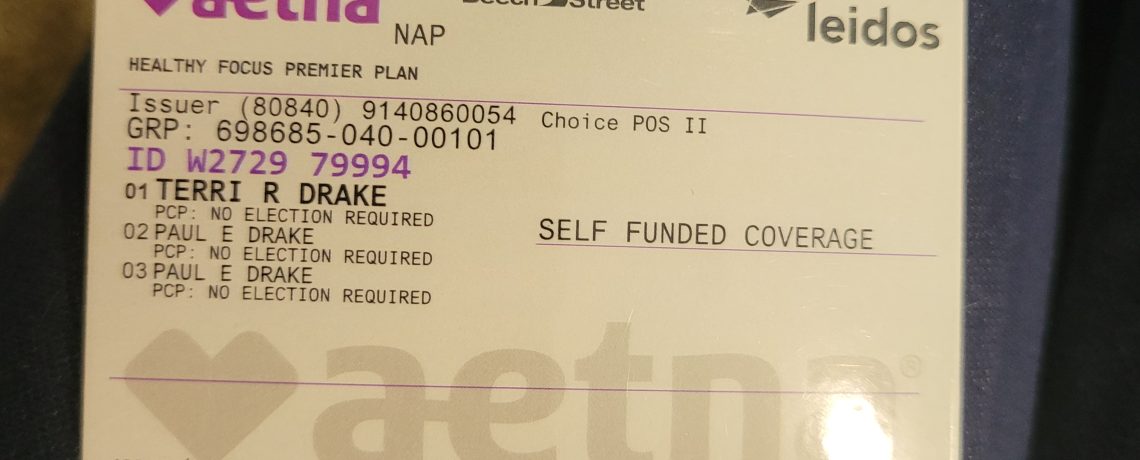 aetna
Beech Street
leidos
NAP
HEALTHY FOCUS PREMIER PLAN
Issuer (80840) 9140860054 Choice POS II
GRP: 698685-040-00101
ID W2729 79994
01 TERRI R DRAKE
PCP: NO ELECTION REQUIRED
02 PAUL E DRAKE
PCP: NO ELECTION REQUIRED
03 PAUL E DRAKE
PCP: NO ELECTION REQUIRED
SELF FUNDED COVERAGE
aetna®